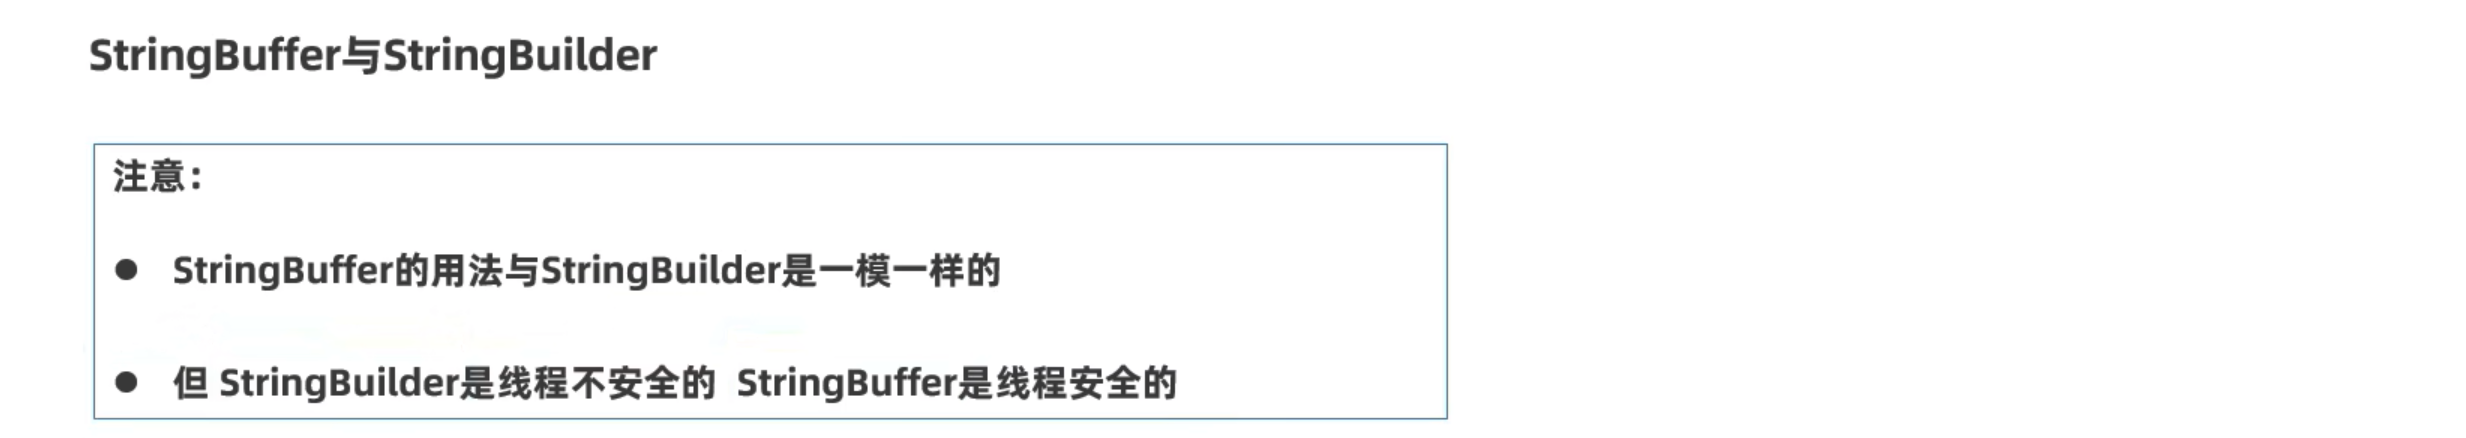 StringBuffer与StringBuilder
注意：
● StringBuffer的用法与StringBuilder是一模一样的
● 但 StringBuilder是线程不安全的 StringBuffer是线程安全的